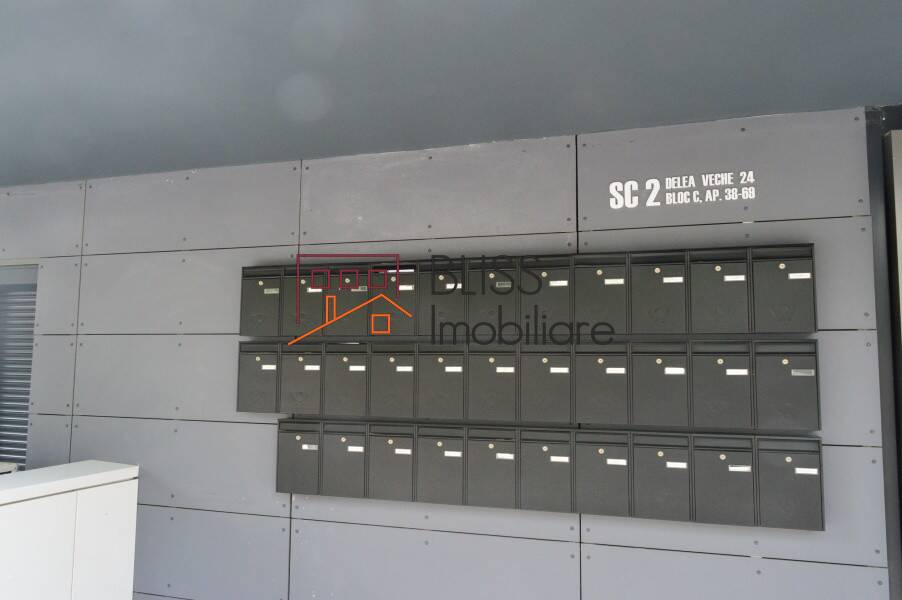 SC 2
DELEA VECHE 24
BLOC C, AP. 38-69
BLISS
Imobiliare